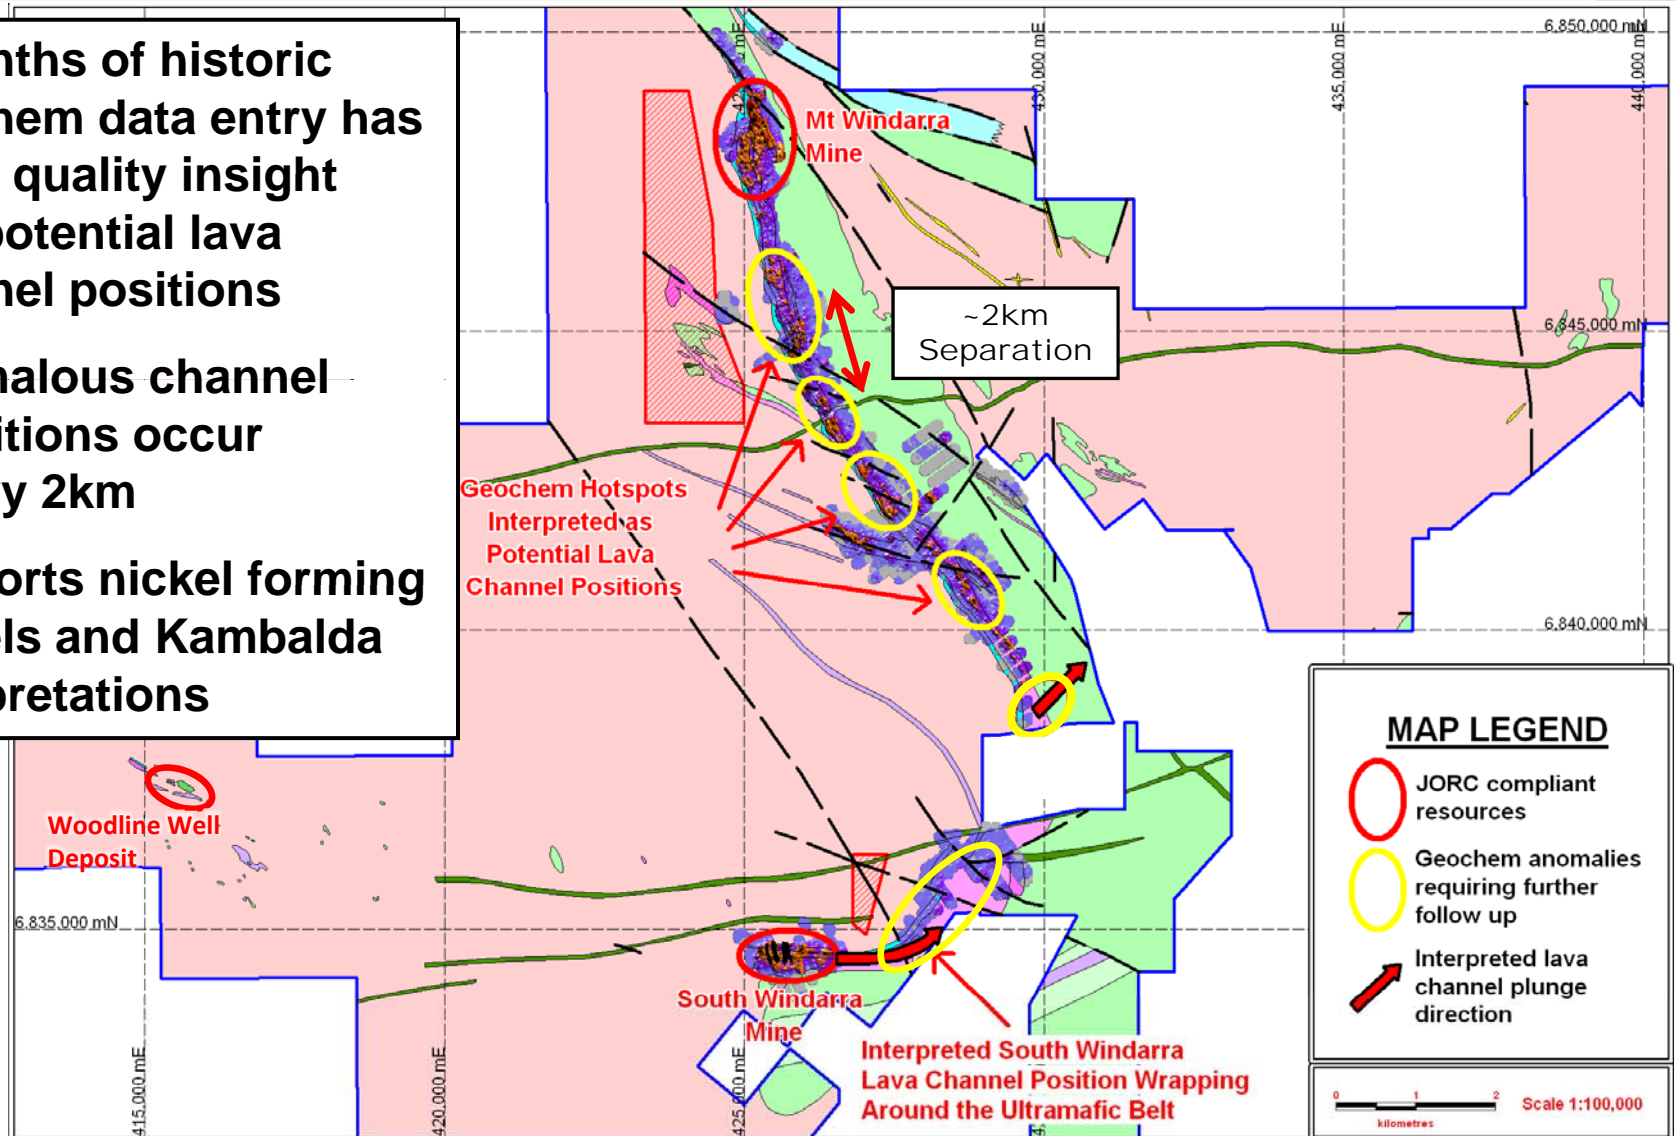 nths of historic
hem data entry has
quality insight
potential lava
nel positions
nalous channel
itions occur
y 2km
orts nickel forming
els and Kambalda
pretations
6,850,000 mN
430,000 mE
435,000 mE
440,000 mE
Mt Windarra
Mine
~2km
Separation
6,845,000 mN
Geochem Hotspots
Interpreted as
Potential Lava
Channel Positions
6,840,000 mN
MAP LEGEND
JORC compliant
resources
Geochem anomalies
requiring further
follow up
Interpreted lava
channel plunge
direction
Woodline Well
Deposit
6,835,000 mN
South Windarra
Mine
Interpreted South Windarra
Lava Channel Position Wrapping
Around the Ultramafic Belt
415,000 mE
420,000 mE
425,000 mE
0 1 2
kilometres
Scale 1:100,000